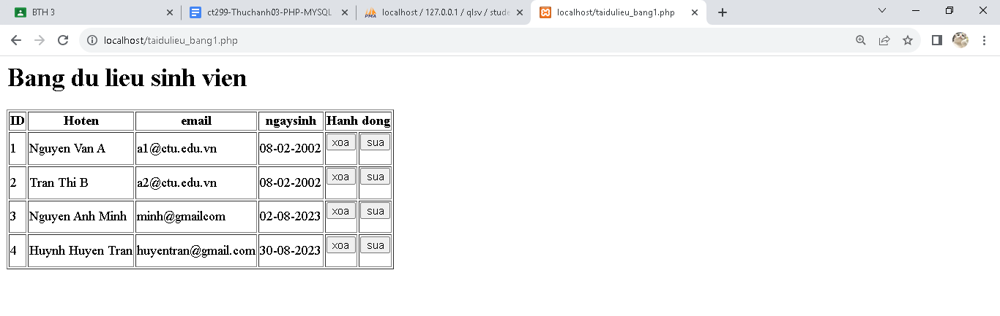 BTH 3
ct299-Thuchanh03-PHP-MYSQL
localhost / 127.0.0.1 / qlsv / stude
localhost/taidulieu_bang1.php
localhost/taidulieu_bang1.php
Bang du lieu sinh vien
ID Hoten email ngaysinh Hanh dong
1 Nguyen Van A a1@ctu.edu.vn 08-02-2002 xoa sua
2 Tran Thi B a2@ctu.edu.vn 08-02-2002 xoa sua
3 Nguyen Anh Minh minh@gmailcom 02-08-2023 xoa sua
4 Huynh Huyen Tran huyentran@gmail.com 30-08-2023 xoa sua